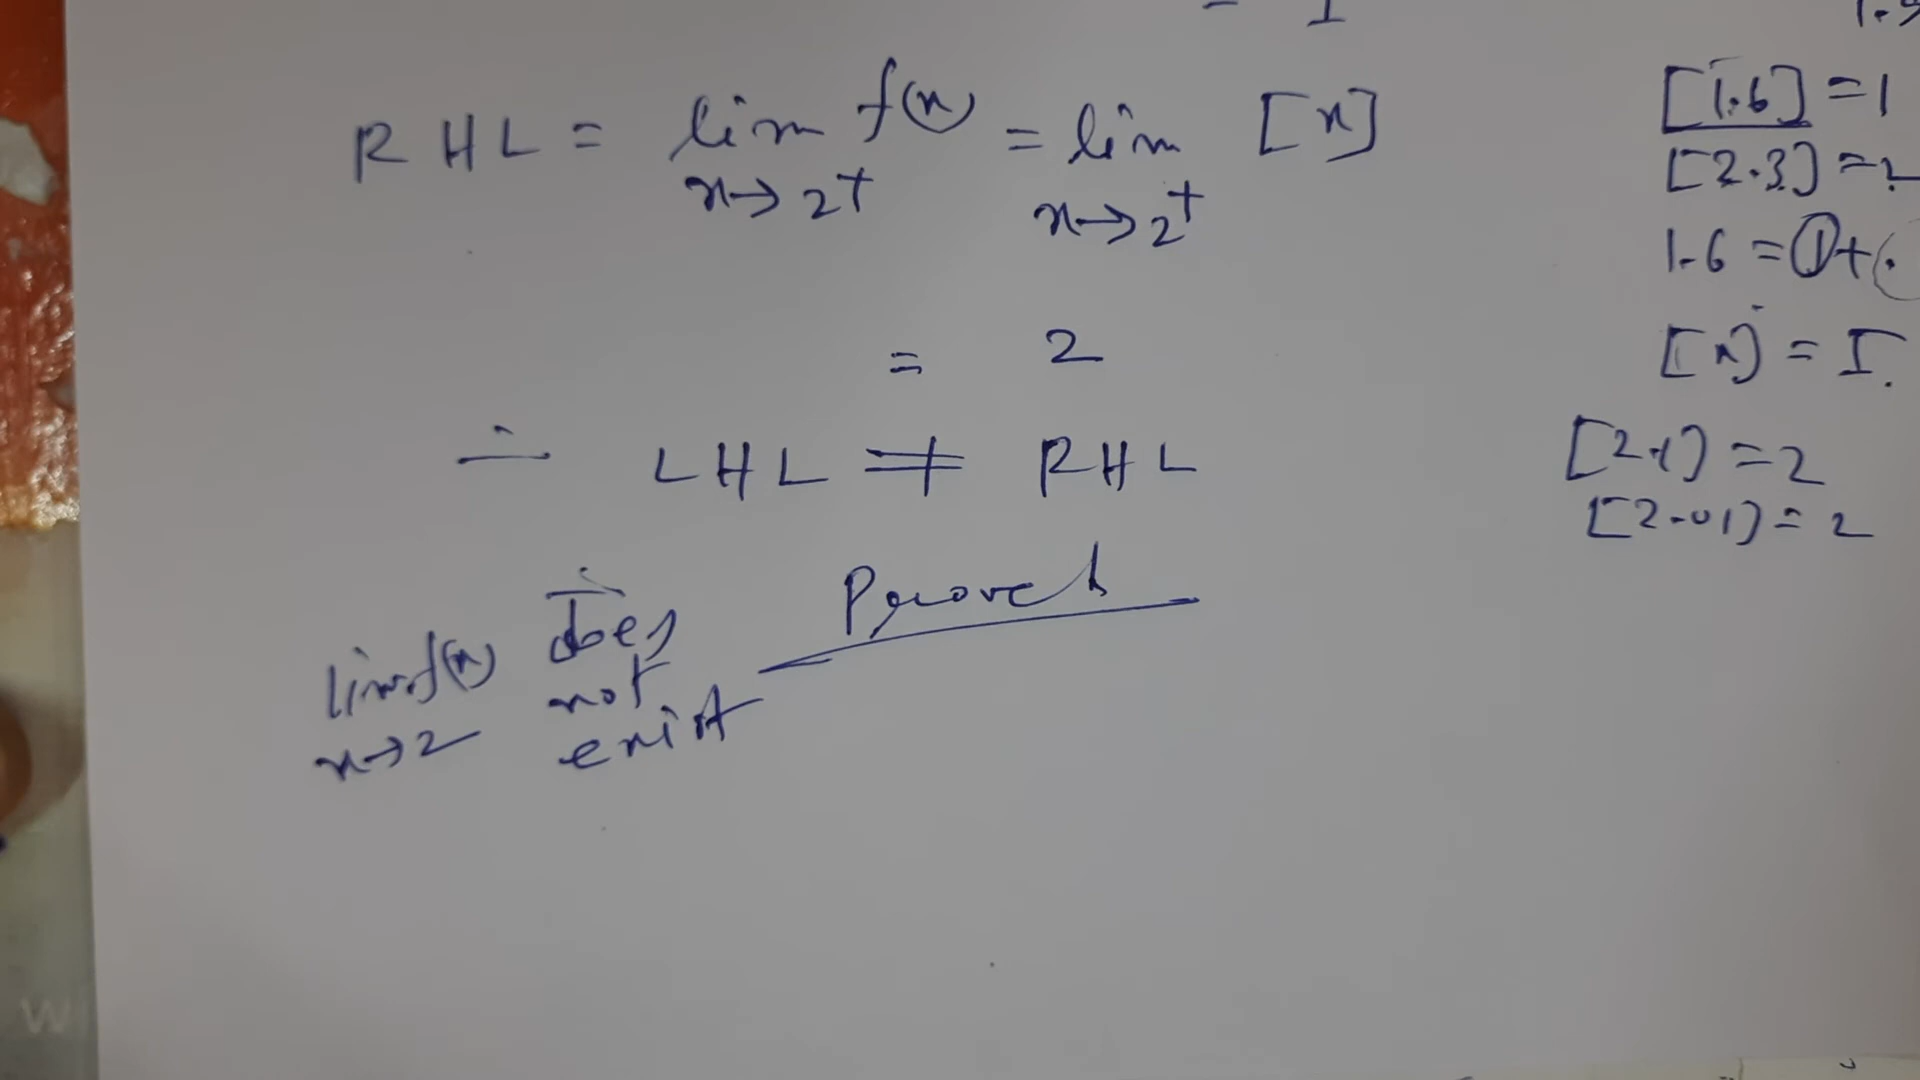 = 1
RHL = lim f(x) = lim [x]
x→2⁺ x→2⁺
= 2
∴ LHL ≠ RHL
Proved
lim f(x) does
x→2 not
exist
[1.6] = 1
[2.3] = 2
1.6 = 1 + .
[x] = I.
[2.1] = 2
[2.01] = 2